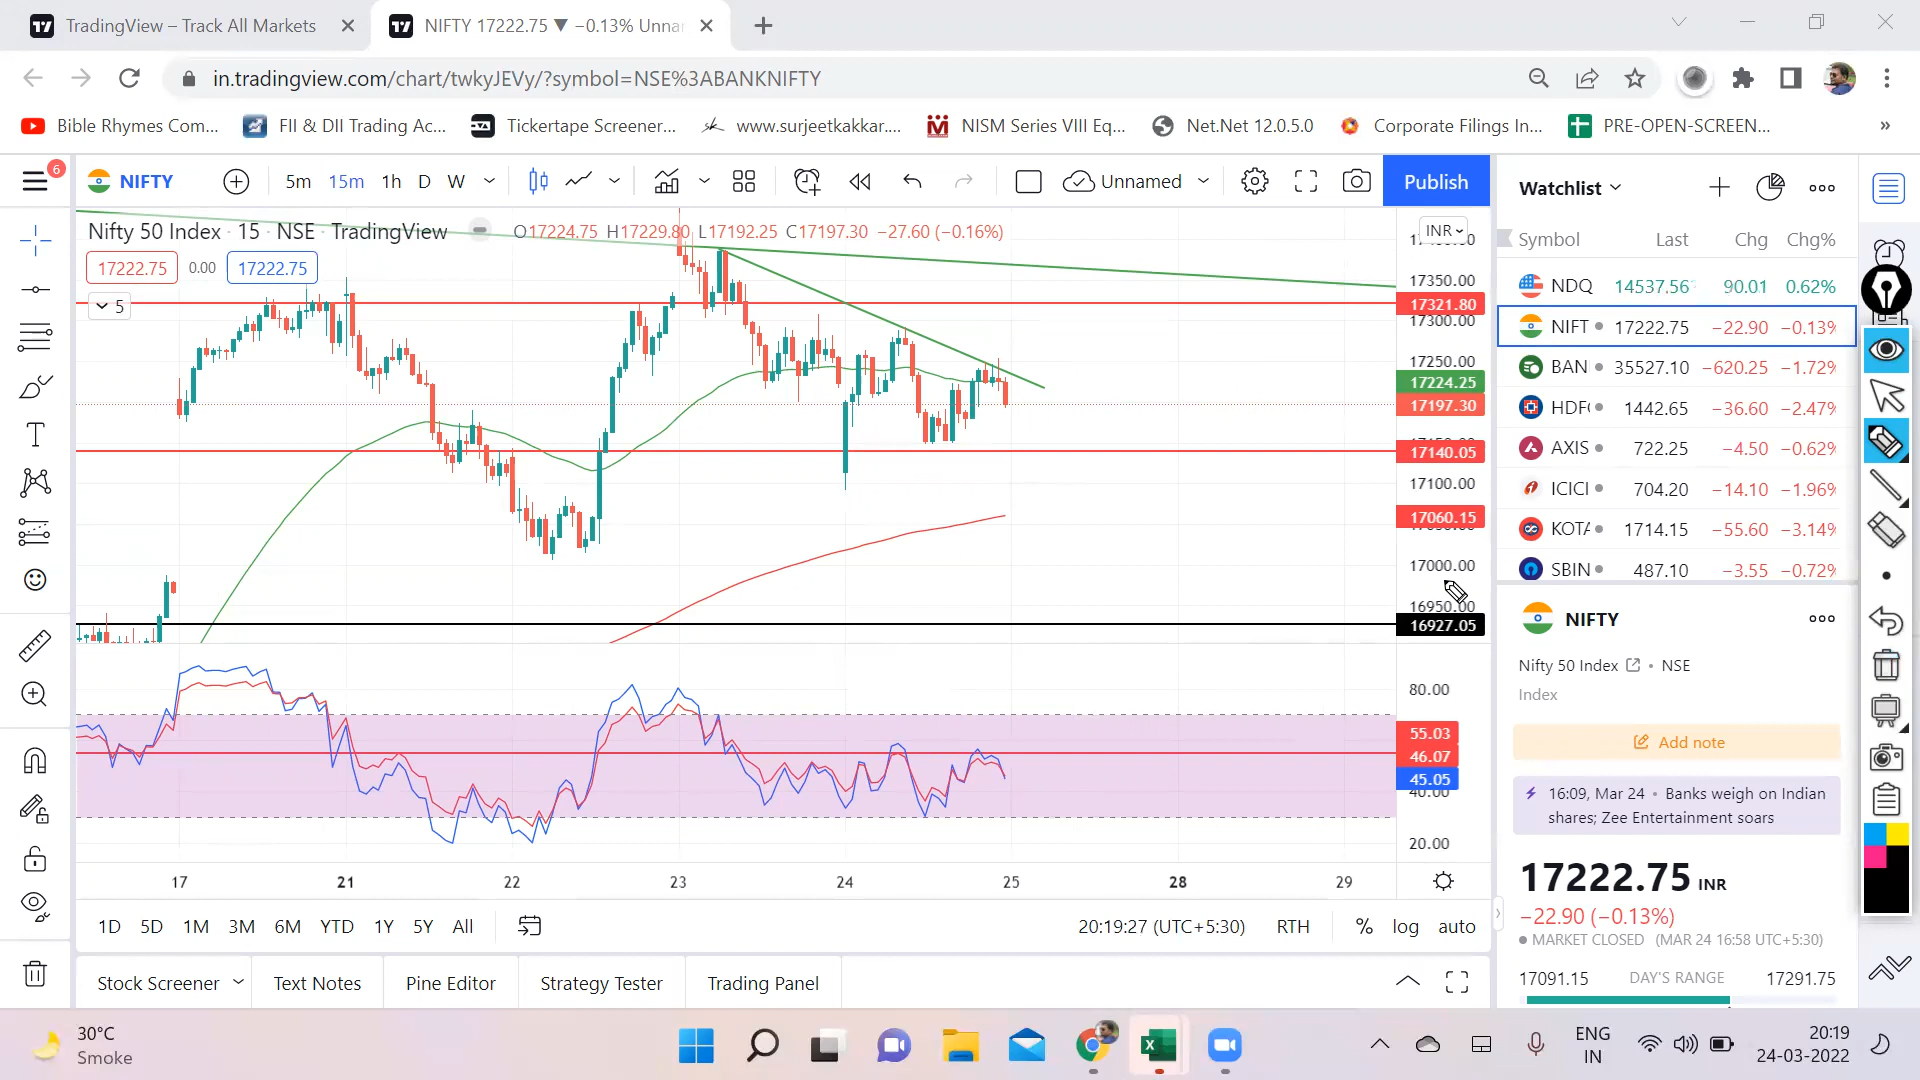 TradingView – Track All Markets
NIFTY 17222.75 ▼ −0.13% Unnar
in.tradingview.com/chart/twkyJEVy/?symbol=NSE%3ABANKNIFTY
Bible Rhymes Com...
FII & DII Trading Ac...
Tickertape Screener...
www.surjeetkakkar....
NISM Series VIII Eq...
Net.Net 12.0.5.0
Corporate Filings In...
PRE-OPEN-SCREEN...
»
6
NIFTY
5m 15m 1h D W
Unnamed
Publish
Nifty 50 Index · 15 · NSE · TradingView
O17224.75 H17229.80 L17192.25 C17197.30 −27.60 (−0.16%)
17222.75 0.00 17222.75
5
INR
17350.00
17321.80
17300.00
17250.00
17224.25
17197.30
17140.05
17100.00
17060.15
17000.00
16950.00
16927.05
80.00
55.03
46.07
45.05
40.00
20.00
17 21 22 23 24 25 28 29
1D 5D 1M 3M 6M YTD 1Y 5Y All
20:19:27 (UTC+5:30) RTH % log auto
Stock Screener
Text Notes
Pine Editor
Strategy Tester
Trading Panel
Watchlist
Symbol Last Chg Chg%
NDQ 14537.56 90.01 0.62%
NIFT 17222.75 −22.90 −0.13%
BAN 35527.10 −620.25 −1.72%
HDF 1442.65 −36.60 −2.47%
AXIS 722.25 −4.50 −0.62%
ICICI 704.20 −14.10 −1.96%
KOTA 1714.15 −55.60 −3.14%
SBIN 487.10 −3.55 −0.72%
NIFTY
Nifty 50 Index • NSE
Index
Add note
16:09, Mar 24 • Banks weigh on Indian
shares; Zee Entertainment soars
17222.75 INR
−22.90 (−0.13%)
MARKET CLOSED (MAR 24 16:58 UTC+5:30)
17091.15 DAY'S RANGE 17291.75
30°C
Smoke
ENG
IN
20:19
24-03-2022